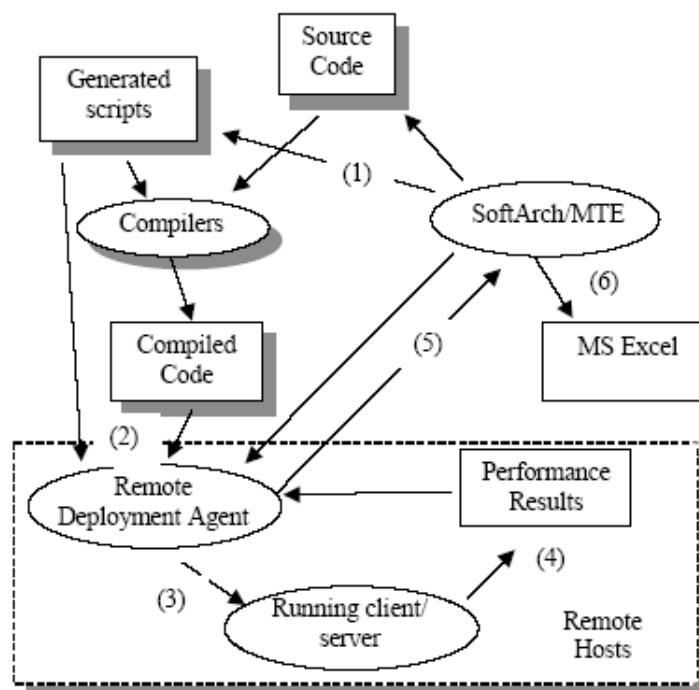 Source
Code
Generated
scripts
(1)
Compilers
SoftArch/MTE
(6)
Compiled
Code
(5)
MS Excel
(2)
Remote
Deployment Agent
Performance
Results
(3)
(4)
Running client/
server
Remote
Hosts